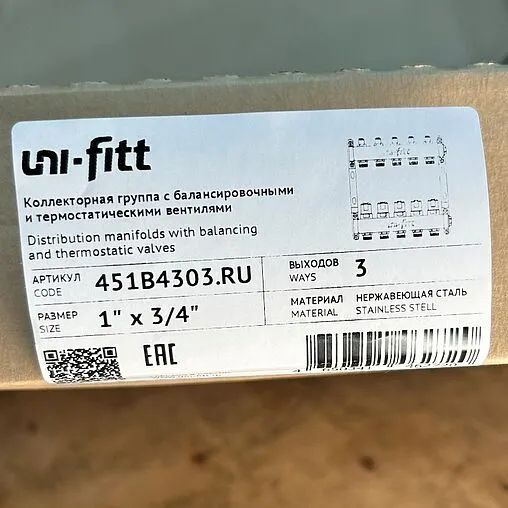 uni-fitt
Коллекторная группа с балансировочными
и термостатическими вентилями
Distribution manifolds with balancing
and thermostatic valves
АРТИКУЛ
CODE
451B4303.RU
ВЫХОДОВ
WAYS
3
РАЗМЕР
SIZE
1" x 3/4"
МАТЕРИАЛ
MATERIAL
НЕРЖАВЕЮЩАЯ СТАЛЬ
STAINLESS STELL
EAC